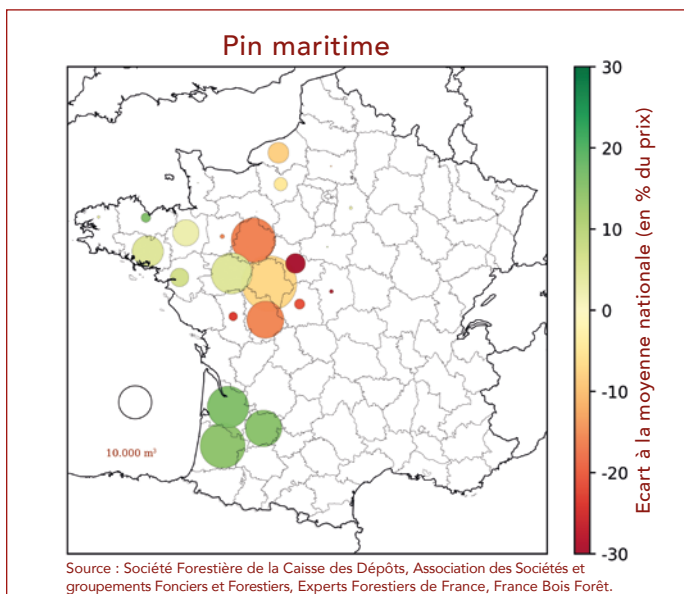 Pin maritime
30
20
10
0
-10
-20
-30
Ecart à la moyenne nationale (en % du prix)
10.000 m³
Source : Société Forestière de la Caisse des Dépôts, Association des Sociétés et
groupements Fonciers et Forestiers, Experts Forestiers de France, France Bois Forêt.